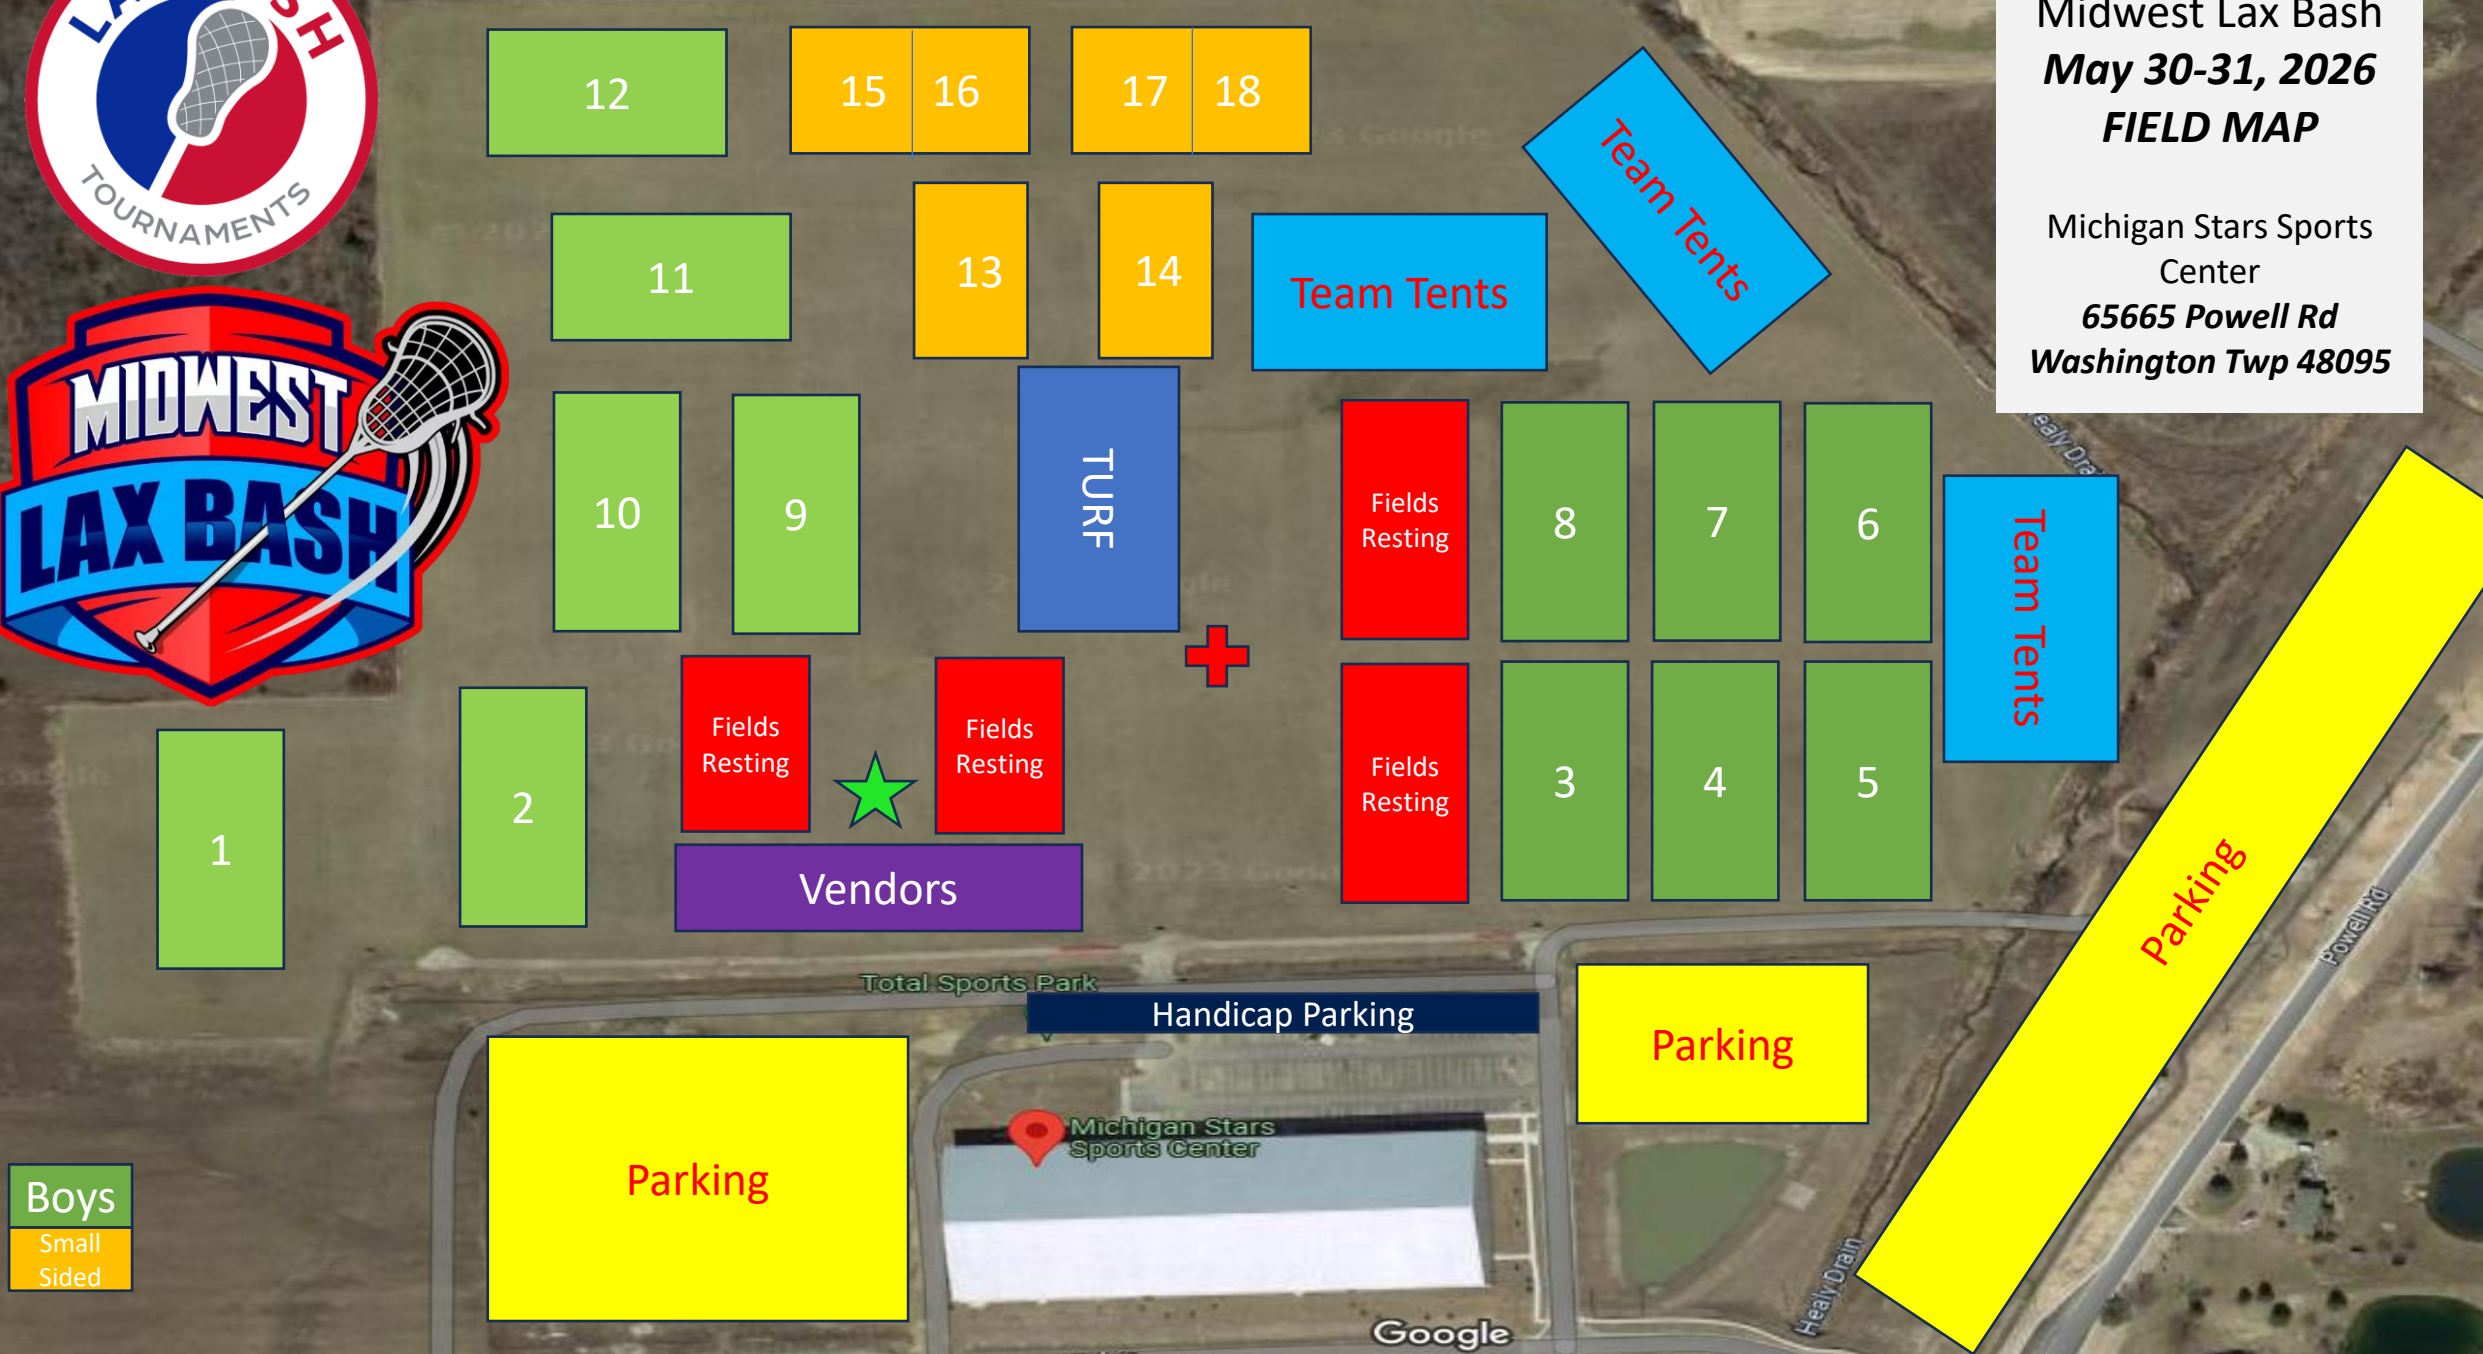 LAX BASH
TOURNAMENTS
MIDWEST
LAX BASH
Midwest Lax Bash
May 30-31, 2026
FIELD MAP
Michigan Stars Sports
Center
65665 Powell Rd
Washington Twp 48095
12
15
16
17
18
Team Tents
11
13
14
Team Tents
10
9
TURF
Fields
Resting
8
7
6
Team Tents
1
2
Fields
Resting
Fields
Resting
Fields
Resting
3
4
5
Vendors
Total Sports Park
Handicap Parking
Parking
Parking
Parking
Michigan Stars
Sports Center
Powell Rd
Healy Drain
Healy Drain
Boys
Small
Sided
Google